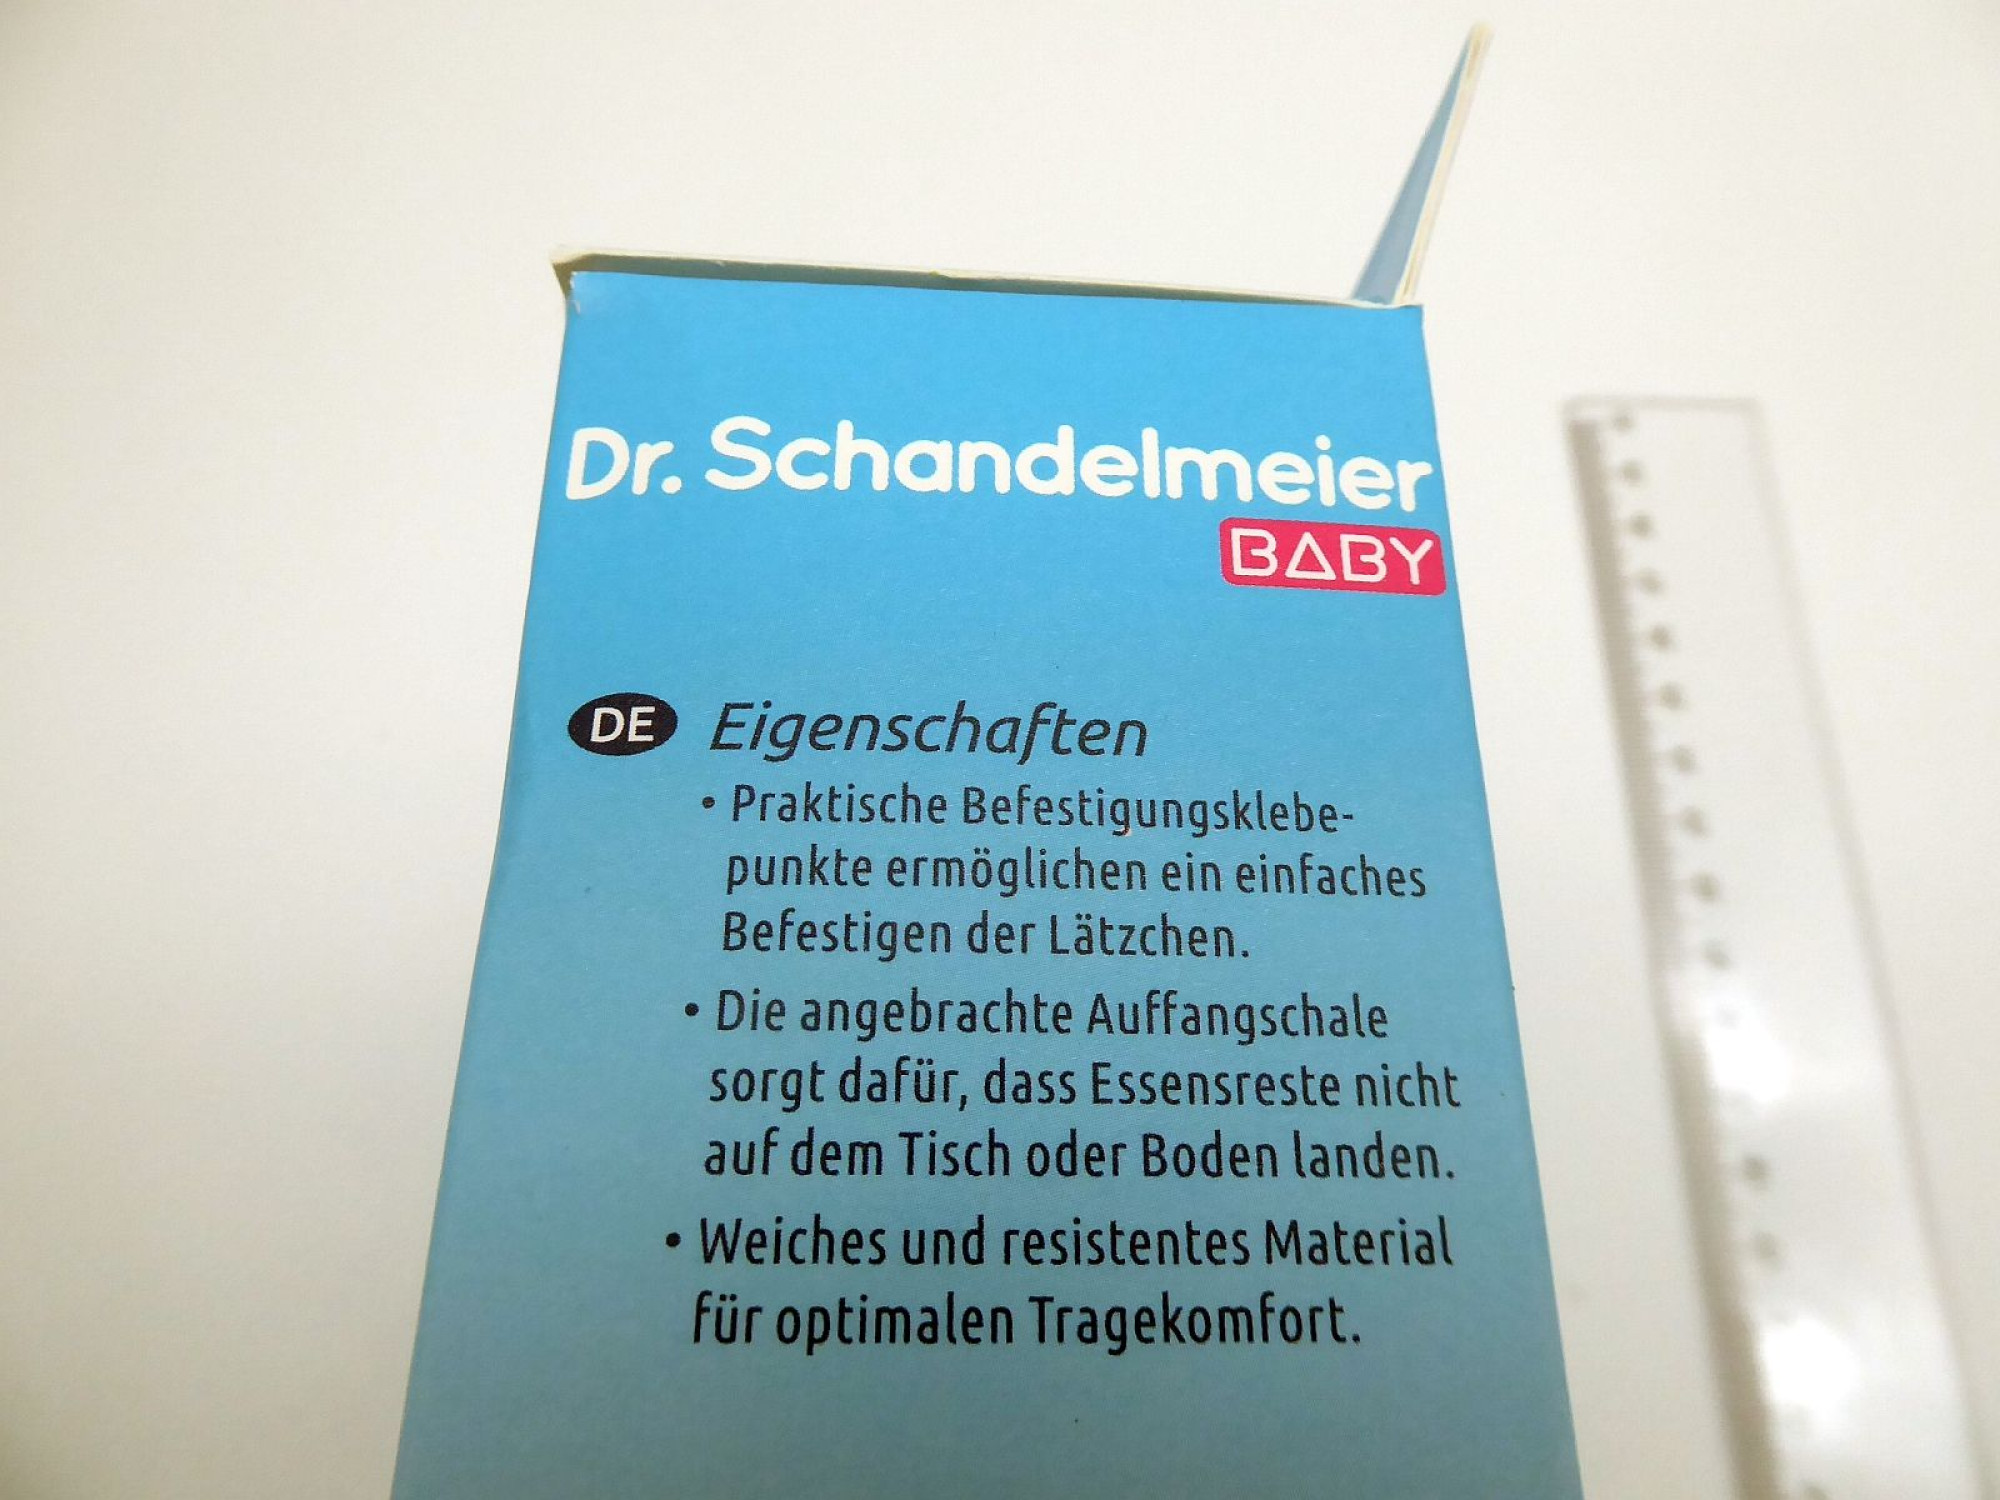 Dr. Schandelmeier
BABY
DE Eigenschaften
• Praktische Befestigungsklebe-
punkte ermöglichen ein einfaches
Befestigen der Lätzchen.
• Die angebrachte Auffangschale
sorgt dafür, dass Essensreste nicht
auf dem Tisch oder Boden landen.
• Weiches und resistentes Material
für optimalen Tragekomfort.